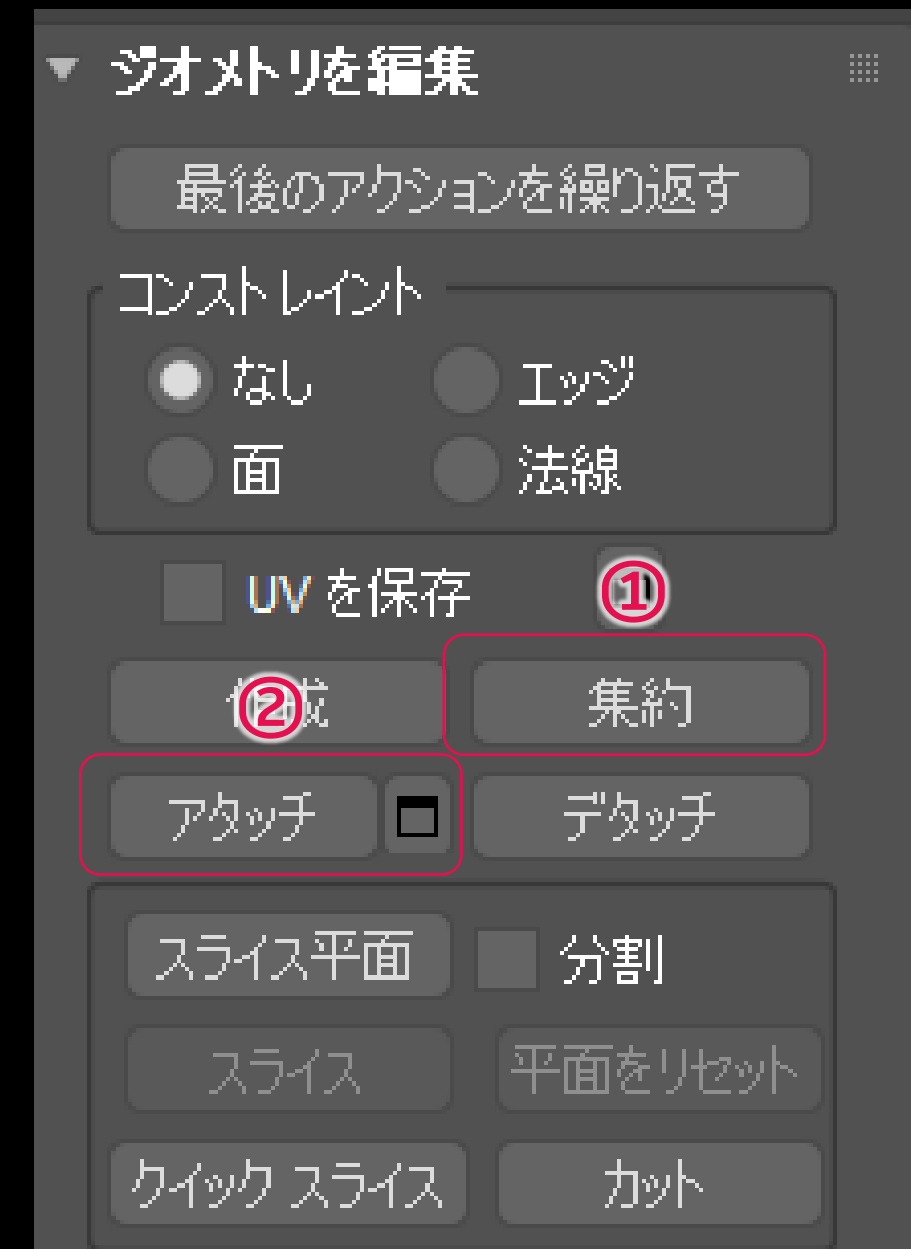 ジオメトリを編集
最後のアクションを繰り返す
コンストレイント
なし エッジ
面 法線
UV を保存 ①
② 集約
アタッチ デタッチ
スライス平面 分割
スライス 平面をリセット
クイック スライス カット